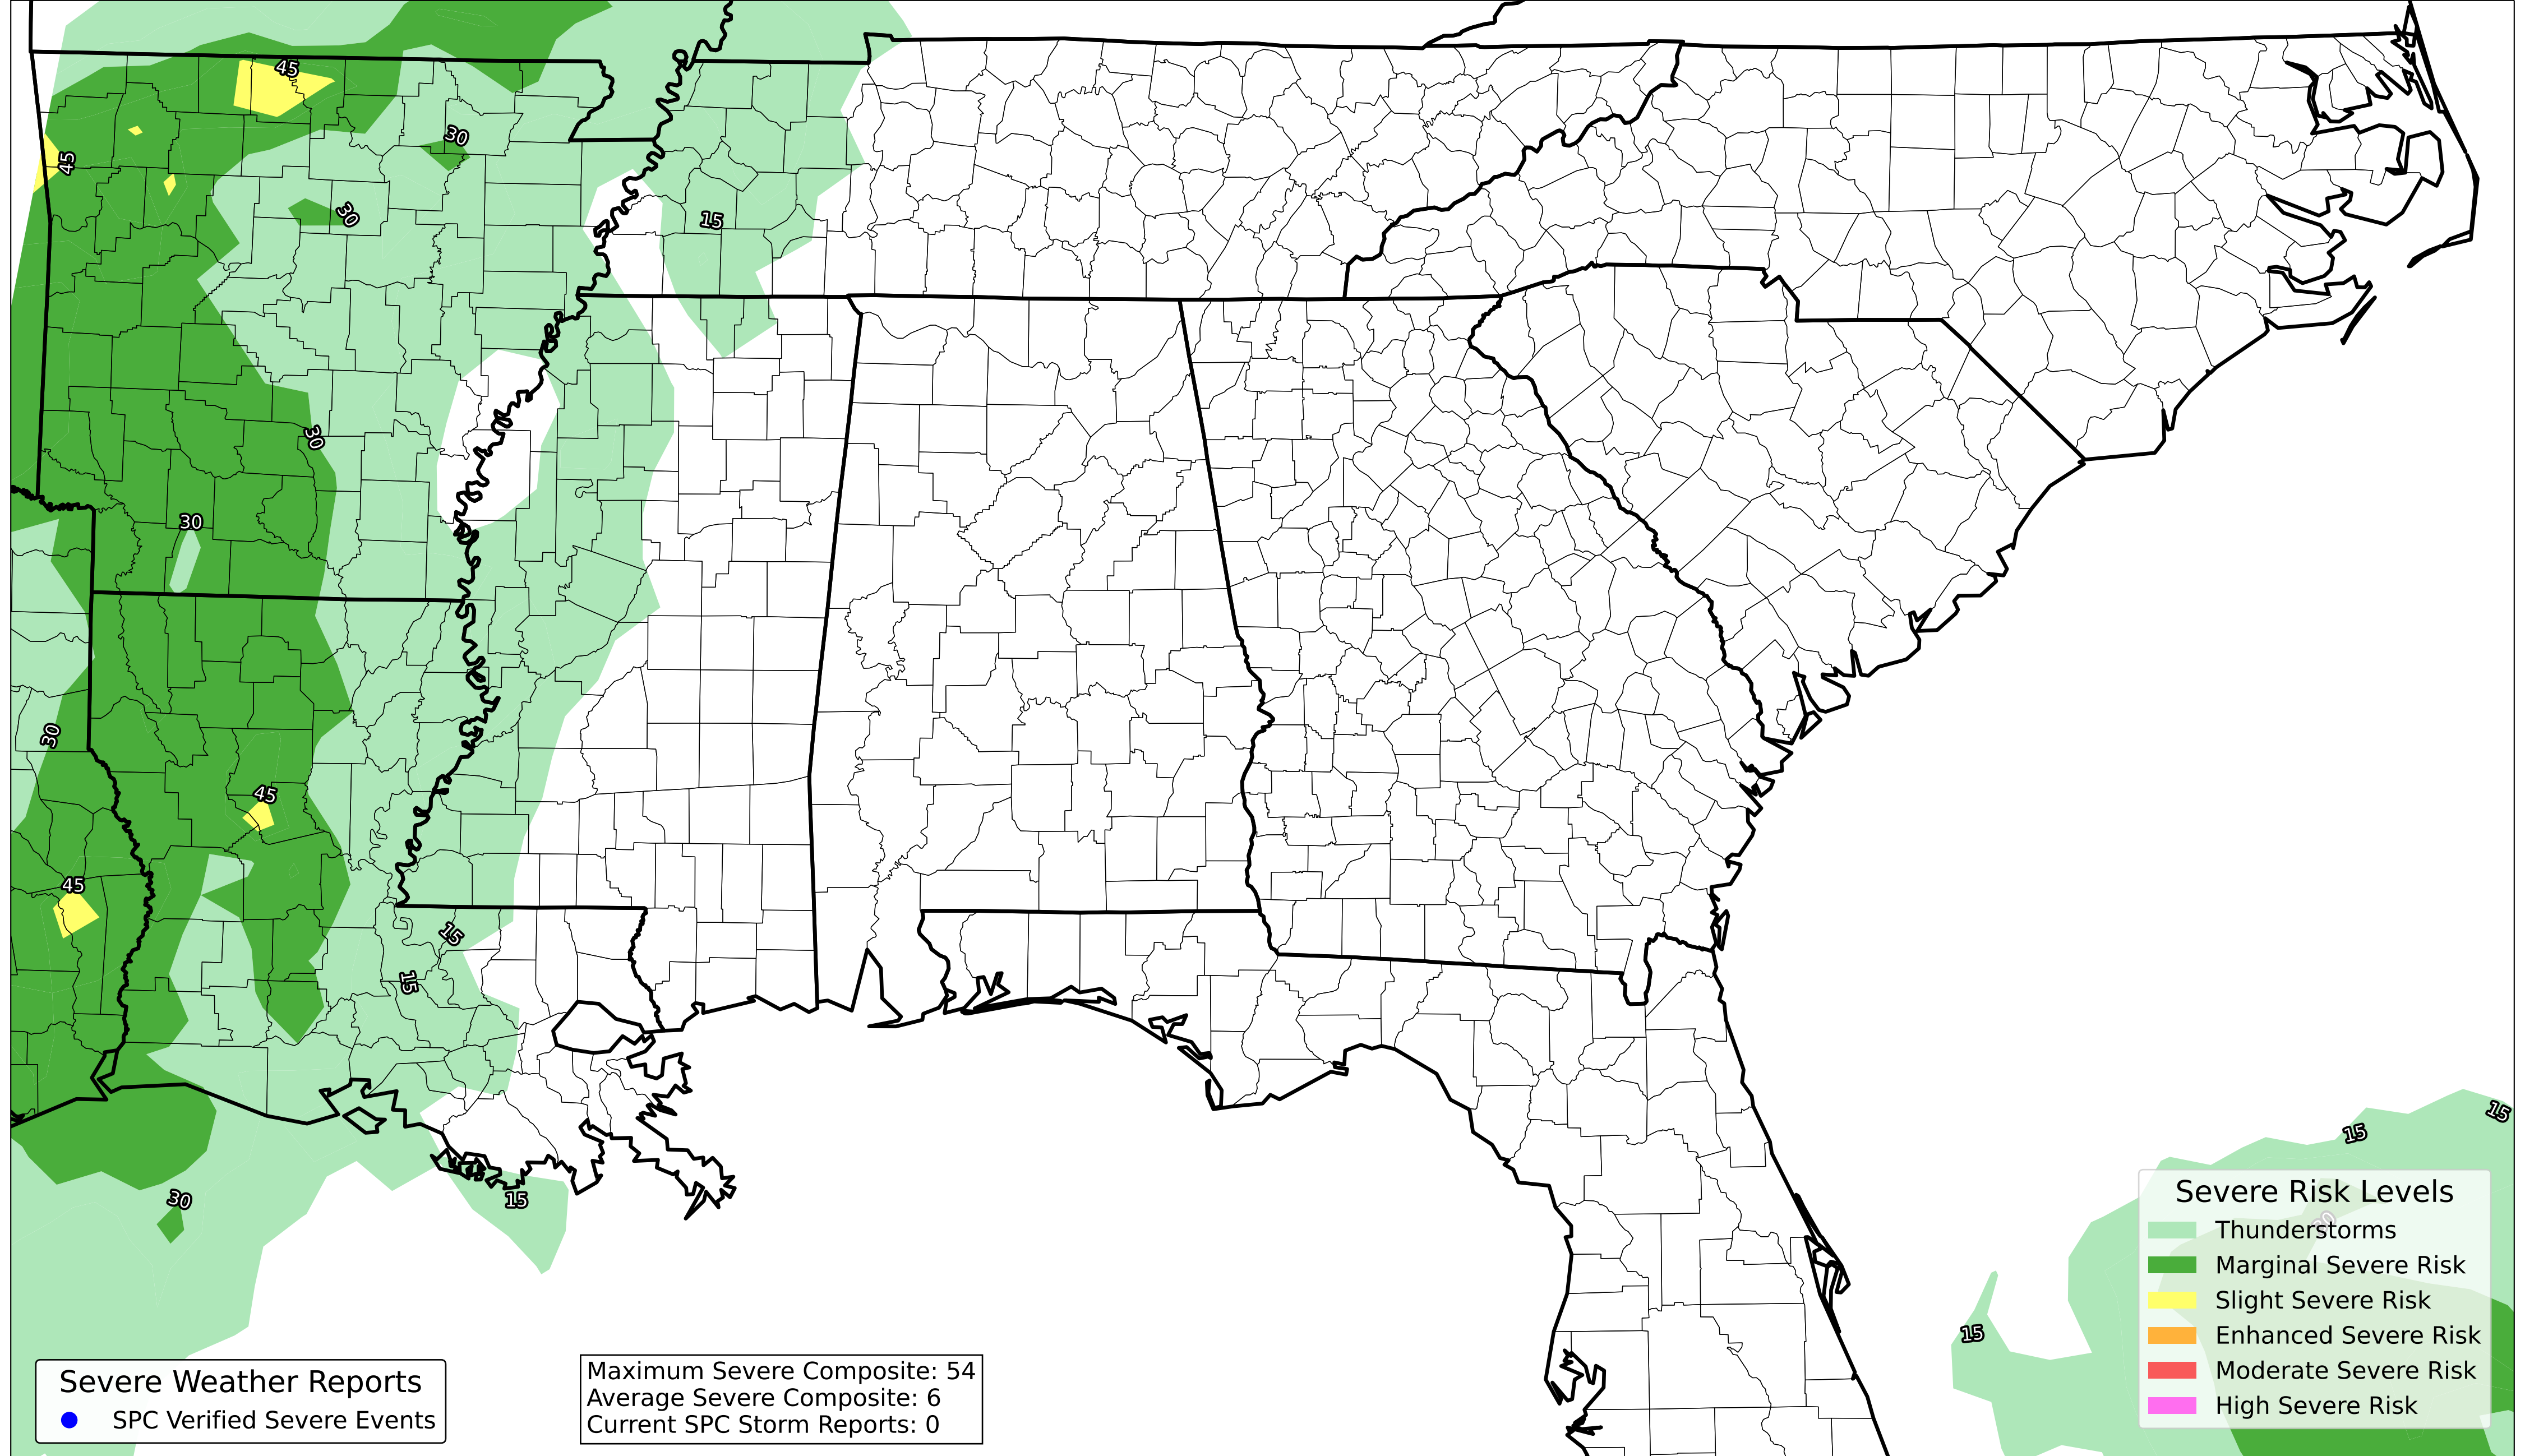 45
45
30
30
15
30
30
30
45
45
15
15
30
15
15
15
30
15
Severe Risk Levels
Thunderstorms
Marginal Severe Risk
Slight Severe Risk
Enhanced Severe Risk
Moderate Severe Risk
High Severe Risk
Severe Weather Reports
SPC Verified Severe Events
Maximum Severe Composite: 54
Average Severe Composite: 6
Current SPC Storm Reports: 0